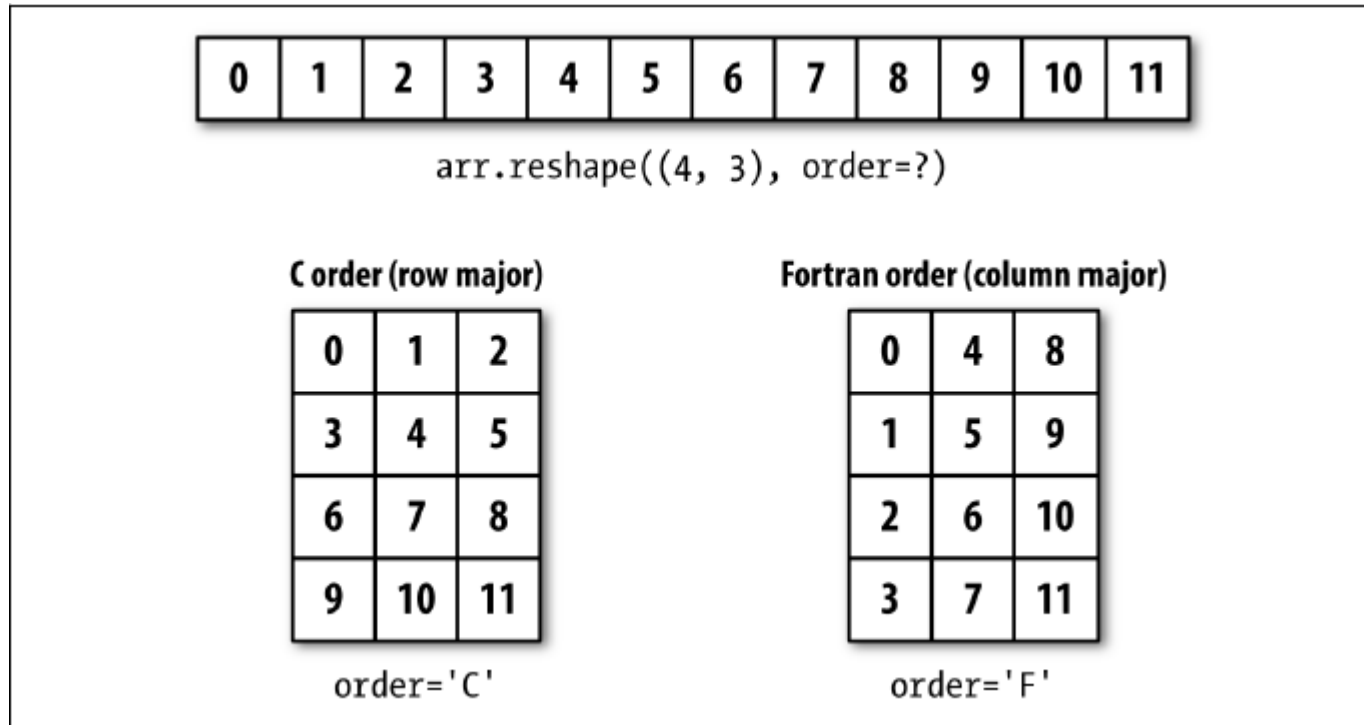 0 1 2 3 4 5 6 7 8 9 10 11
arr.reshape((4, 3), order=?)
C order (row major)
0 1 2
3 4 5
6 7 8
9 10 11
order='C'
Fortran order (column major)
0 4 8
1 5 9
2 6 10
3 7 11
order='F'